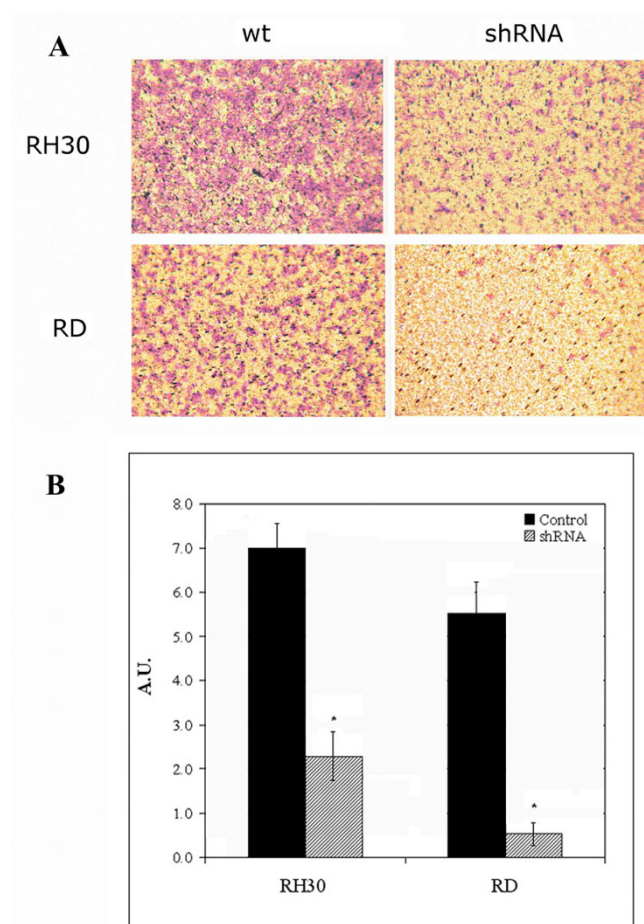 A
wt shRNA
RH30
RD
B
8.0
7.0
6.0
5.0
4.0
3.0
2.0
1.0
0.0
A.U.
Control
shRNA
*
*
RH30 RD